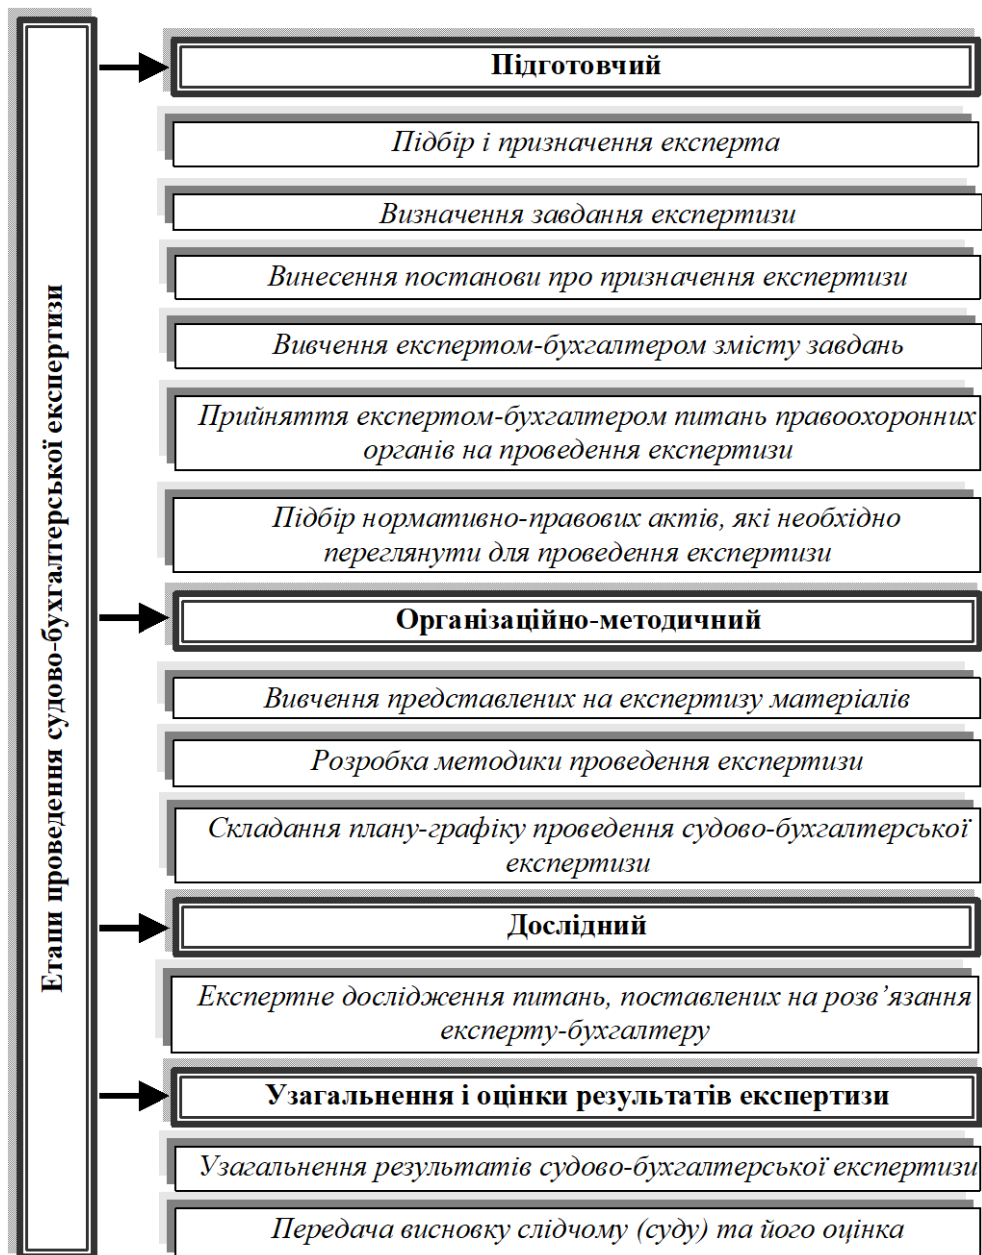 Етапи проведення судово-бухгалтерської експертизи
Підготовчий
Підбір і призначення експерта
Визначення завдання експертизи
Винесення постанови про призначення експертизи
Вивчення експертом-бухгалтером змісту завдань
Прийняття експертом-бухгалтером питань правоохоронних
органів на проведення експертизи
Підбір нормативно-правових актів, які необхідно
переглянути для проведення експертизи
Організаційно-методичний
Вивчення представлених на експертизу матеріалів
Розробка методики проведення експертизи
Складання плану-графіку проведення судово-бухгалтерської
експертизи
Дослідний
Експертне дослідження питань, поставлених на розв’язання
експерту-бухгалтеру
Узагальнення і оцінки результатів експертизи
Узагальнення результатів судово-бухгалтерської експертизи
Передача висновку слідчому (суду) та його оцінка